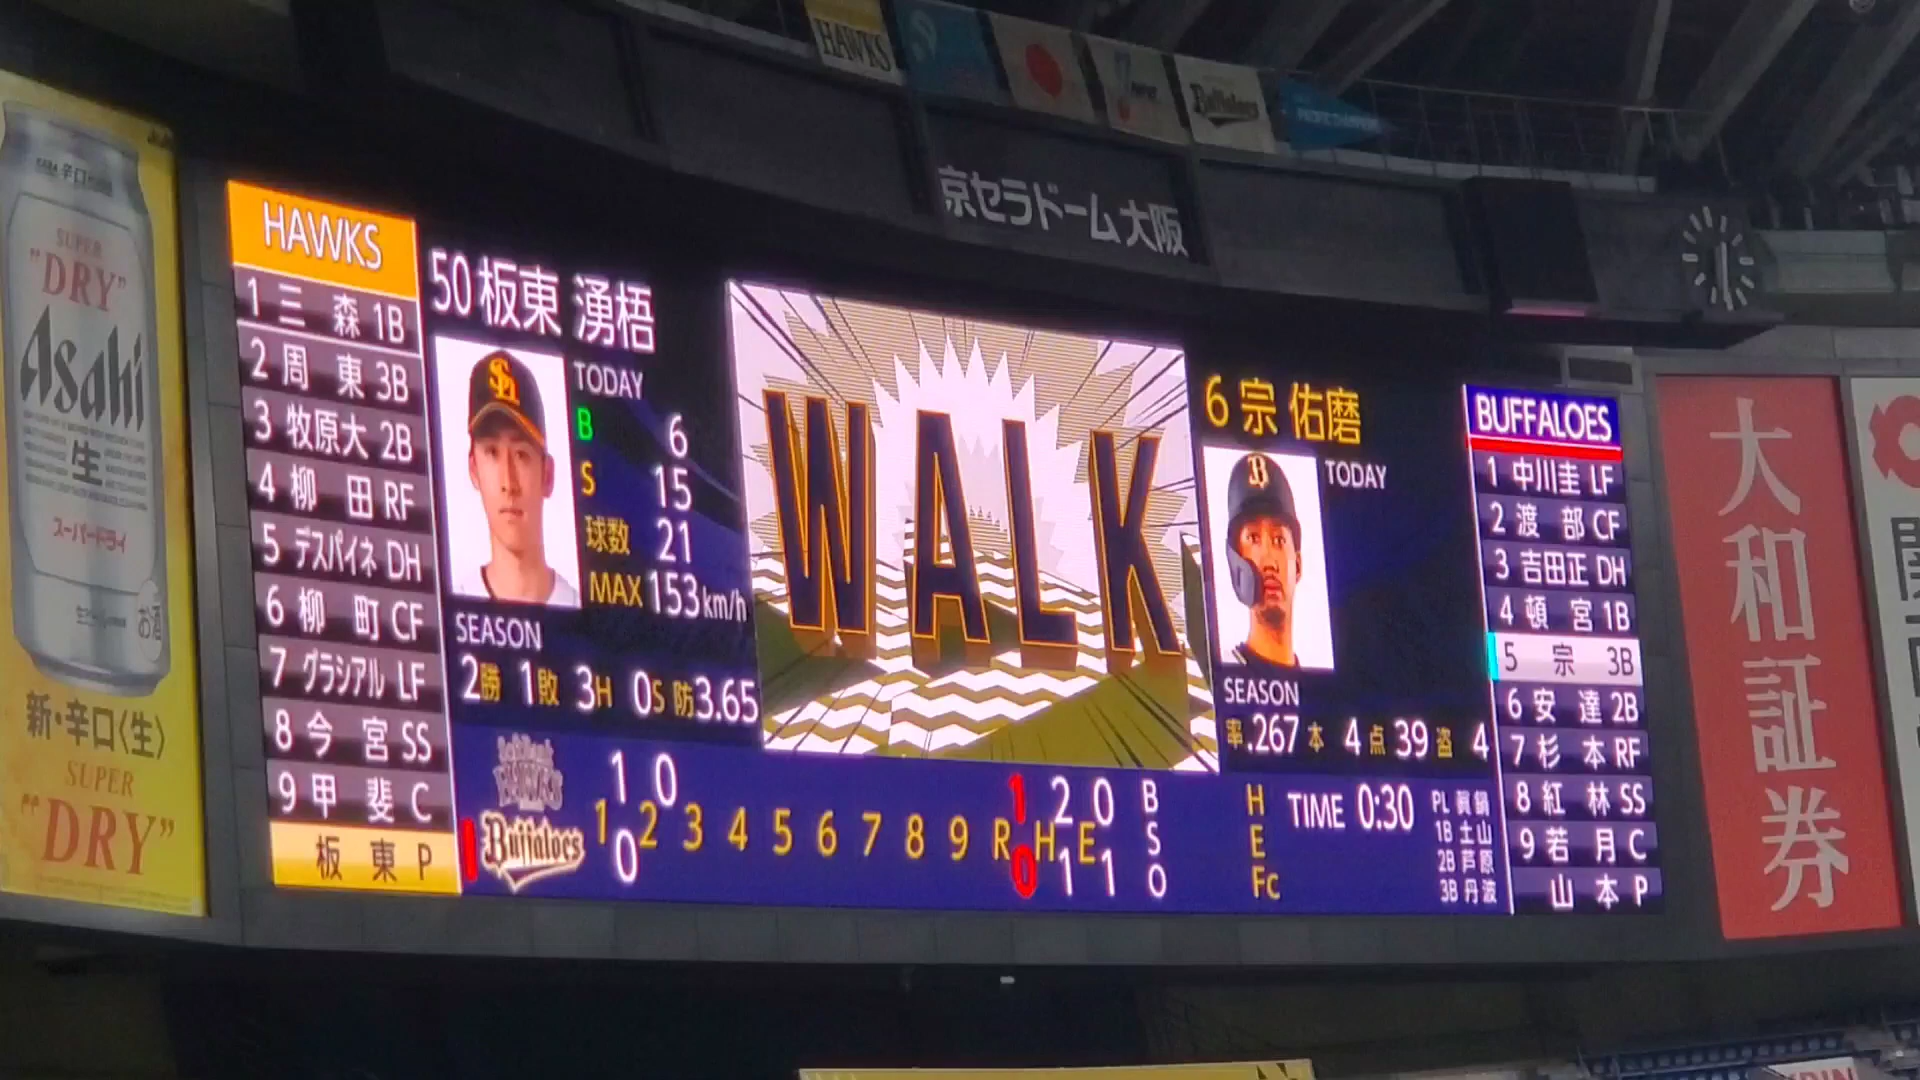 HAWKS
Buffaloes
京セラドーム大阪
SUPER
"DRY"
Asahi
生
スーパードライ
お酒
新・辛口〈生〉
SUPER
"DRY"
HAWKS
1 三 森 1B
2 周 東 3B
3 牧原大 2B
4 柳 田 RF
5 デスパイネ DH
6 柳 町 CF
7 グラシアル LF
8 今 宮 SS
9 甲 斐 C
板 東 P
50 板東 湧梧
TODAY
B 6
S 15
球数 21
MAX 153km/h
SEASON
2勝 1敗 3H 0S 防3.65
WALK
6 宗 佑磨
TODAY
SEASON
率.267 本 4 点 39 盗 4
BUFFALOES
1 中川圭 LF
2 渡 部 CF
3 吉田正 DH
4 頓 宮 1B
5 宗 3B
6 安 達 2B
7 杉 本 RF
8 紅 林 SS
9 若 月 C
山 本 P
1 0 1 2 0
1 2 3 4 5 6 7 8 9 R H E
Buffaloes 0 0 1 1
B
S
O
H
E
Fc
TIME 0:30
PL 眞鍋
1B 土山
2B 芦原
3B 丹波
大和証券